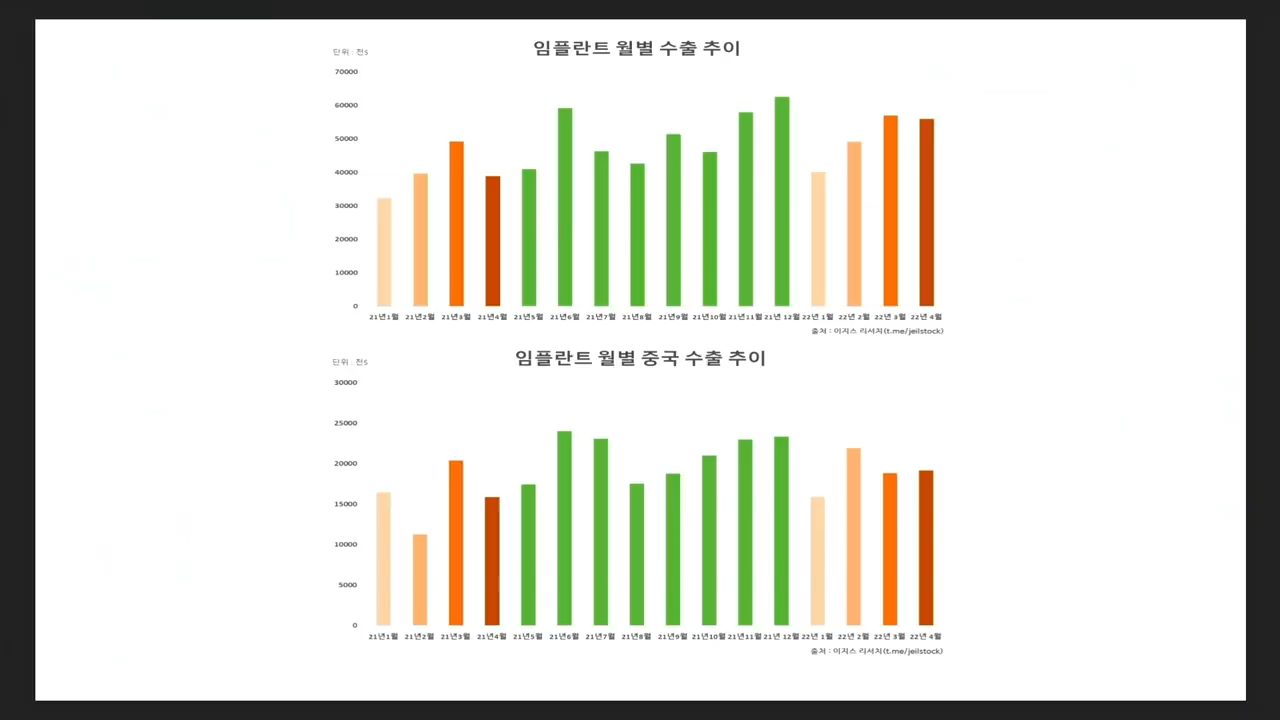 임플란트 월별 수출 추이
단위 : 천$
70000
60000
50000
40000
30000
20000
10000
0
21년1월 21년2월 21년3월 21년4월 21년5월 21년6월 21년7월 21년8월 21년9월 21년10월 21년11월 21년 12월 22년 1월 22년 2월 22년 3월 22년 4월
출처 : 이지스 리서치(t.me/jeilstock)
임플란트 월별 중국 수출 추이
단위 : 천$
30000
25000
20000
15000
10000
5000
0
21년1월 21년2월 21년3월 21년4월 21년5월 21년6월 21년7월 21년8월 21년9월 21년10월 21년11월 21년 12월 22년 1월 22년 2월 22년 3월 22년 4월
출처 : 이지스 리서치(t.me/jeilstock)